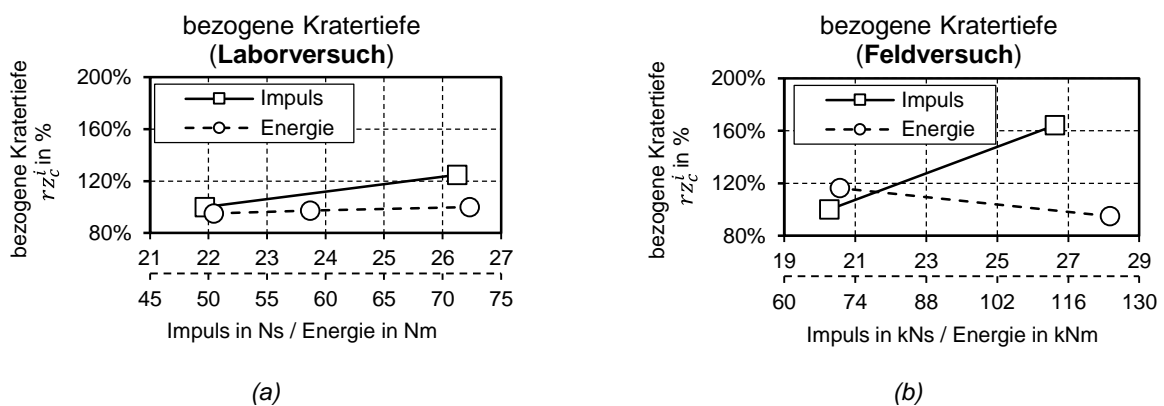 bezogene Kratertiefe
(Laborversuch)
bezogene Kratertiefe
rz_c^i in %
200%
160%
120%
80%
Impuls
Energie
21 22 23 24 25 26 27
45 50 55 60 65 70 75
Impuls in Ns / Energie in Nm
(a)
bezogene Kratertiefe
(Feldversuch)
bezogene Kratertiefe
rz_c^i in %
200%
160%
120%
80%
Impuls
Energie
19 21 23 25 27 29
60 74 88 102 116 130
Impuls in kNs / Energie in kNm
(b)